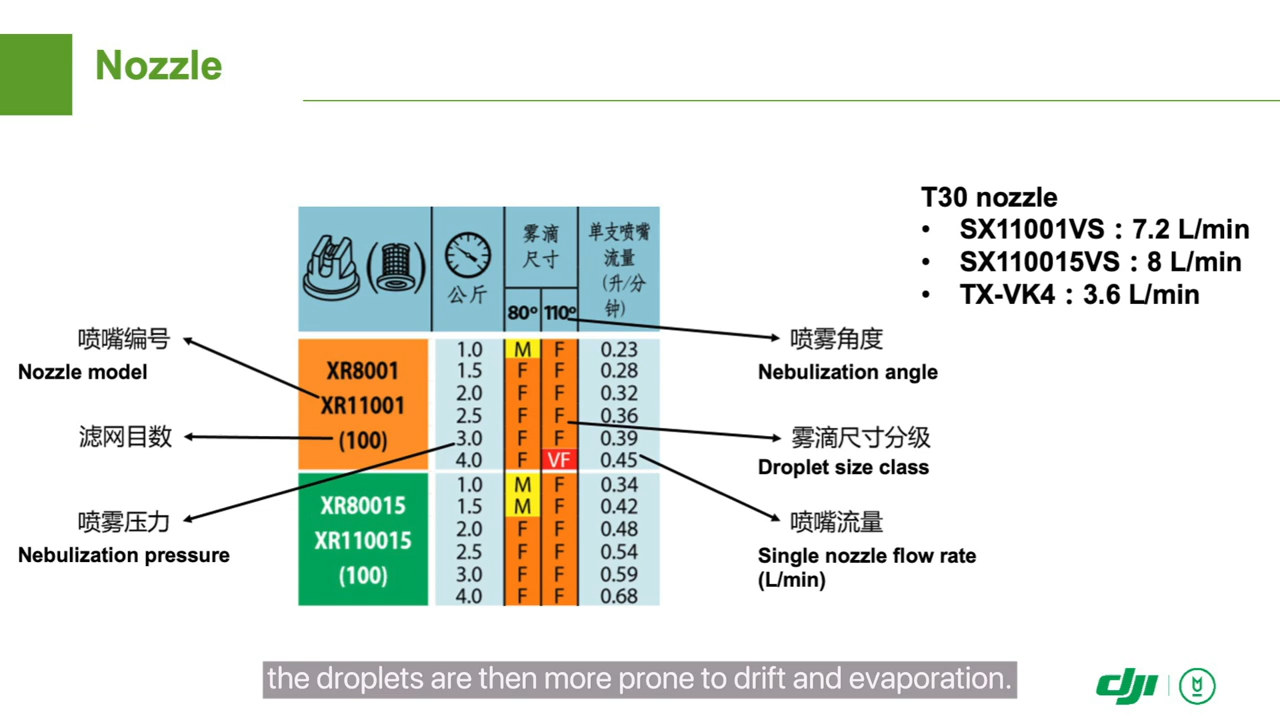 Nozzle
T30 nozzle
• SX11001VS：7.2 L/min
• SX110015VS：8 L/min
• TX-VK4：3.6 L/min
公斤
雾滴
尺寸
80° 110°
单支喷嘴
流量
(升/分
钟)
喷嘴编号
Nozzle model
滤网目数
喷雾压力
Nebulization pressure
XR8001
XR11001
(100)
1.0 M F 0.23
1.5 F F 0.28
2.0 F F 0.32
2.5 F F 0.36
3.0 F F 0.39
4.0 F VF 0.45
XR80015
XR110015
(100)
1.0 M F 0.34
1.5 M F 0.42
2.0 F F 0.48
2.5 F F 0.54
3.0 F F 0.59
4.0 F F 0.68
喷雾角度
Nebulization angle
雾滴尺寸分级
Droplet size class
喷嘴流量
Single nozzle flow rate
(L/min)
the droplets are then more prone to drift and evaporation.
dji